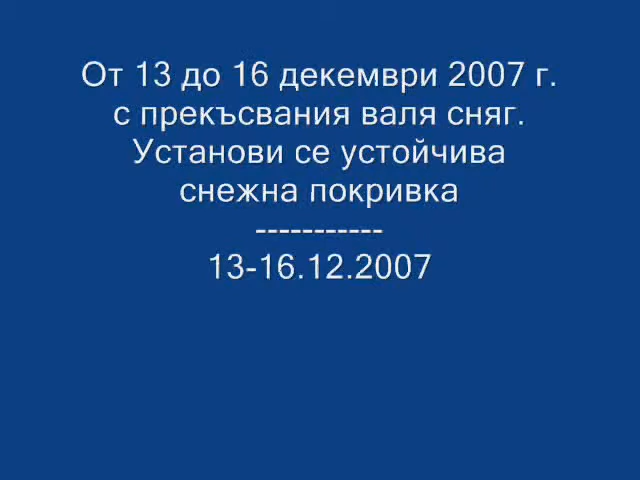 От 13 до 16 декември 2007 г.
с прекъсвания валя сняг.
Установи се устойчива
снежна покривка
-----------
13-16.12.2007